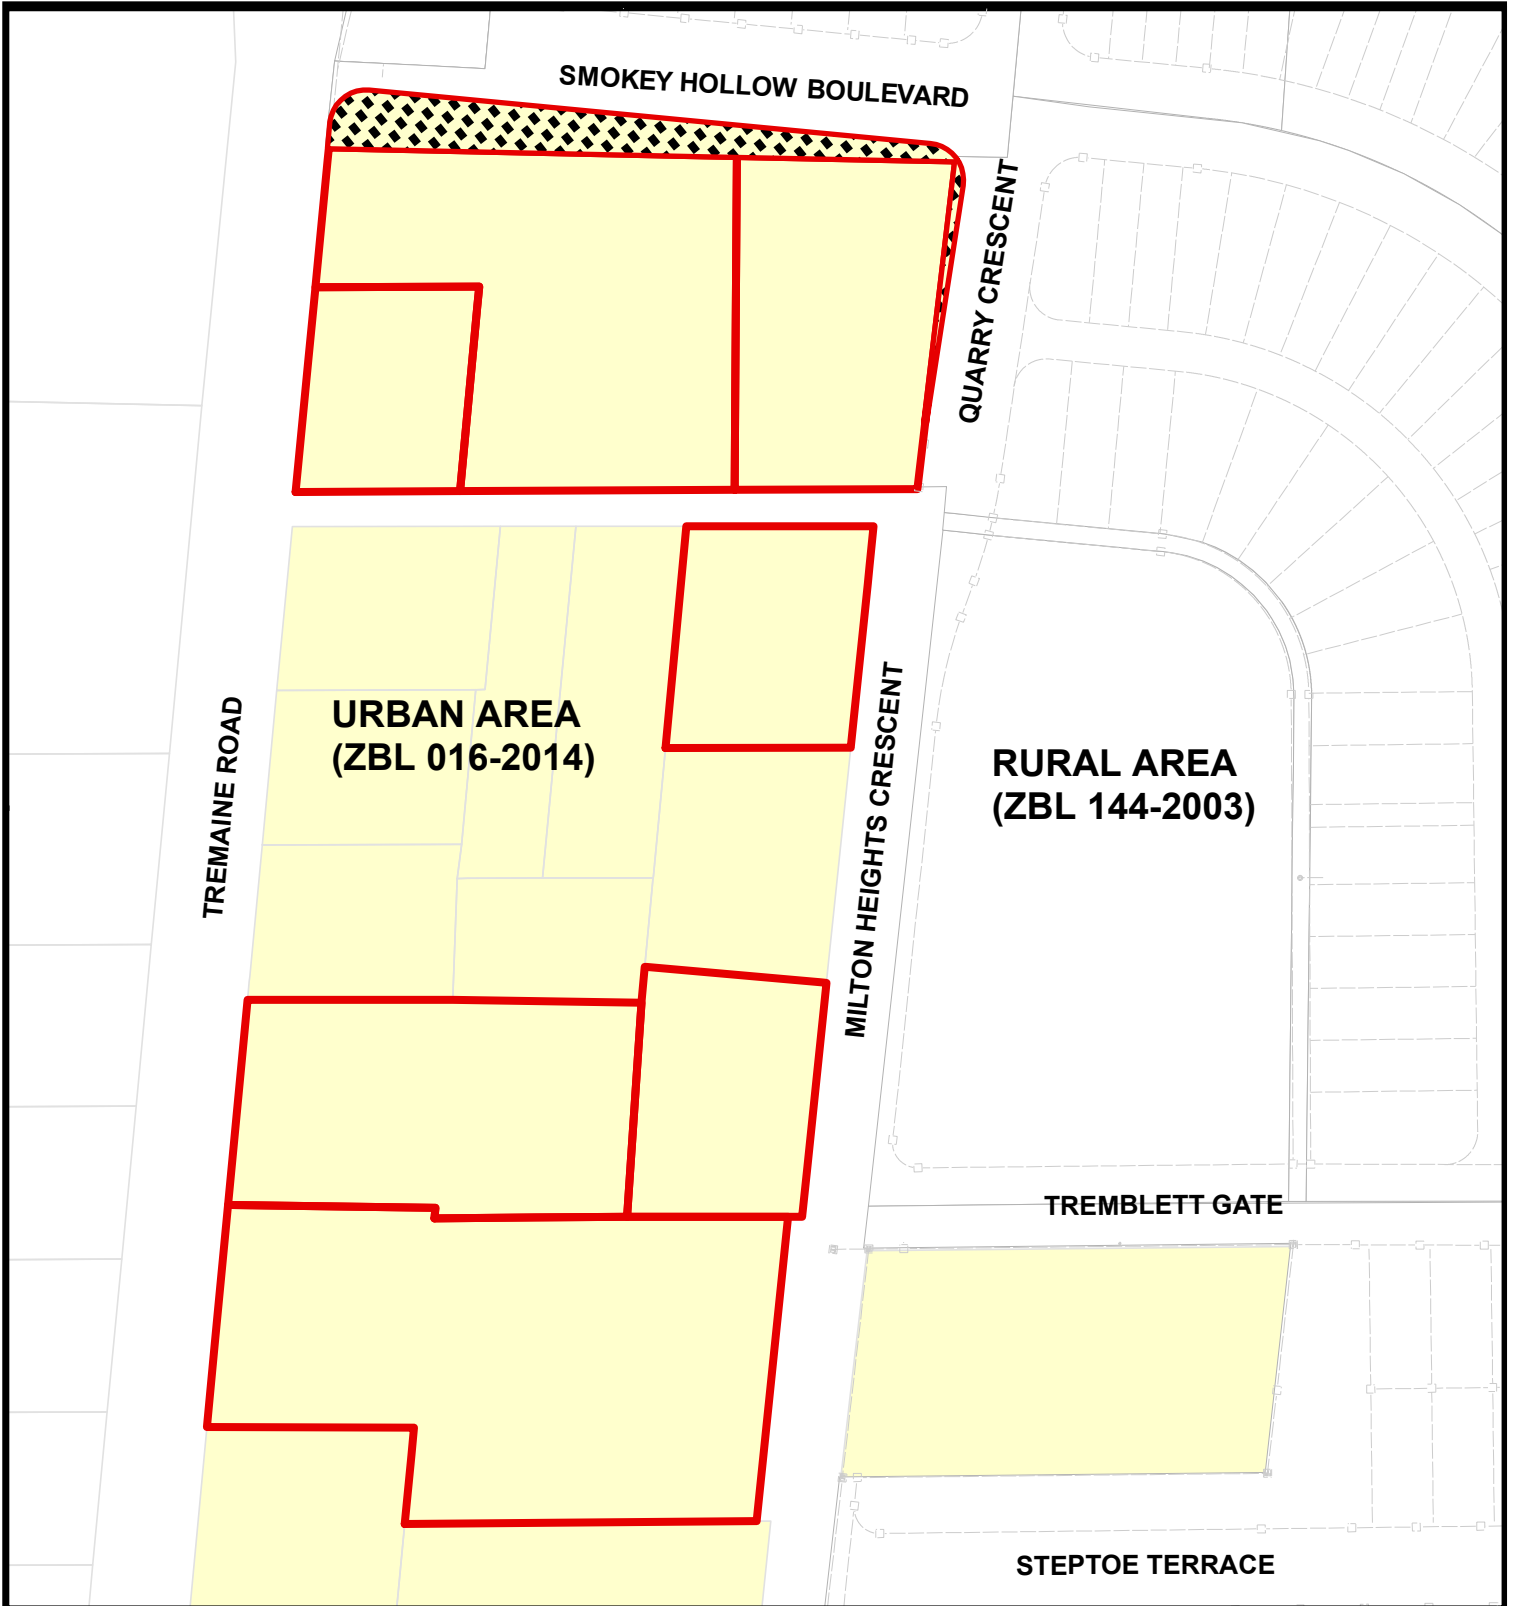 SMOKEY HOLLOW BOULEVARD
QUARRY CRESCENT
TREMAINE ROAD
URBAN AREA
(ZBL 016-2014)
MILTON HEIGHTS CRESCENT
RURAL AREA
(ZBL 144-2003)
TREMBLETT GATE
STEPTOE TERRACE